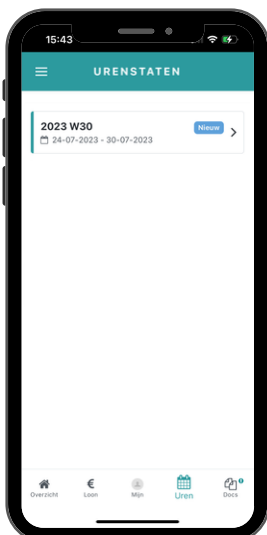 15:43
URENSTATEN
2023 W30
Nieuw
24-07-2023 - 30-07-2023
Overzicht
Loon
Mijn
Uren
Docs